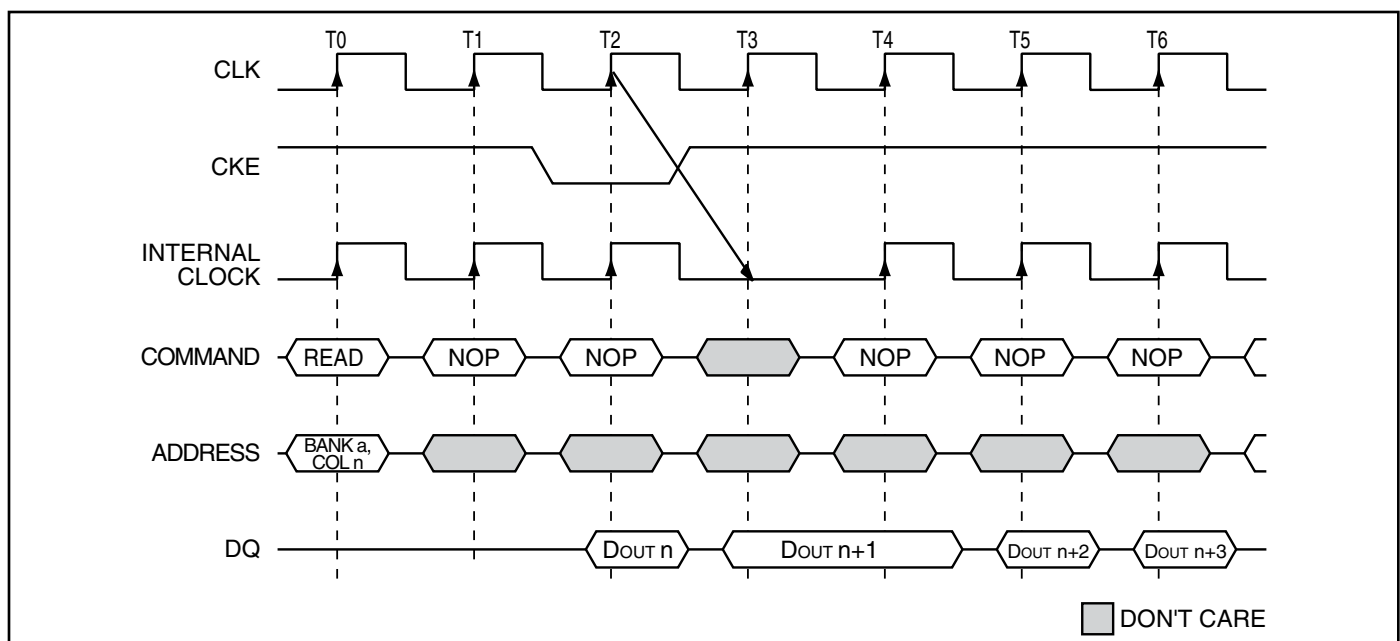 T0 T1 T2 T3 T4 T5 T6
CLK
CKE
INTERNAL
CLOCK
COMMAND READ NOP NOP NOP NOP NOP
ADDRESS BANK a,
COL n
DQ DOUT n DOUT n+1 DOUT n+2 DOUT n+3
DON'T CARE